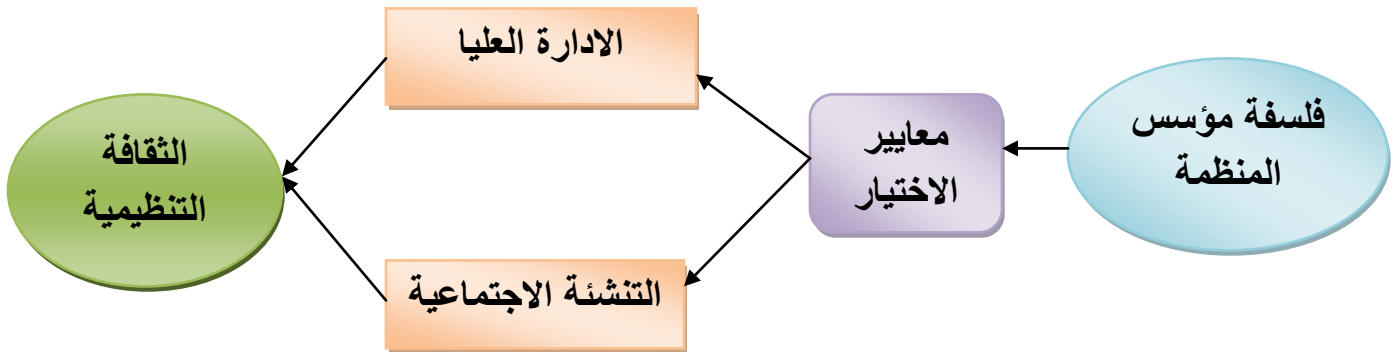 فلسفة مؤسس
المنظمة
معايير
الاختيار
الادارة العليا
التنشئة الاجتماعية
الثقافة
التنظيمية